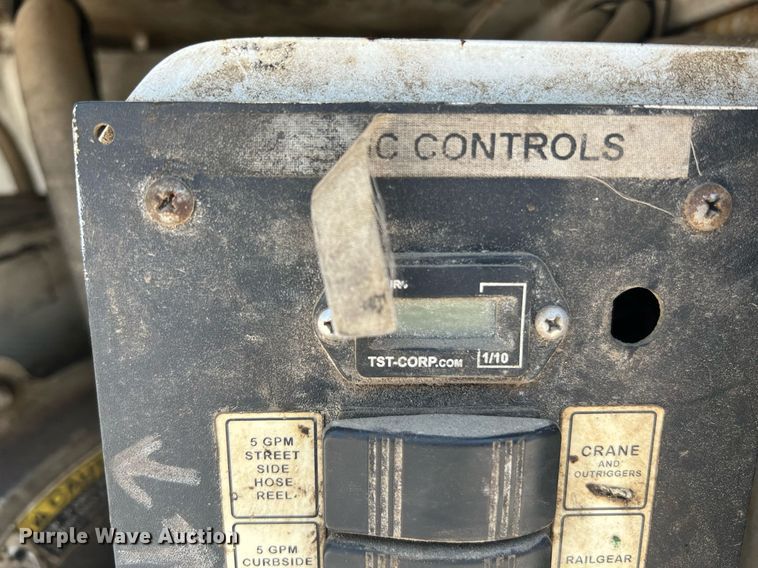 C CONTROLS
TST-CORP.COM
1/10
5 GPM
STREET
SIDE
HOSE
REEL
CRANE
AND
OUTRIGGERS
5 GPM
CURBSIDE
RAILGEAR
Purple Wave Auction